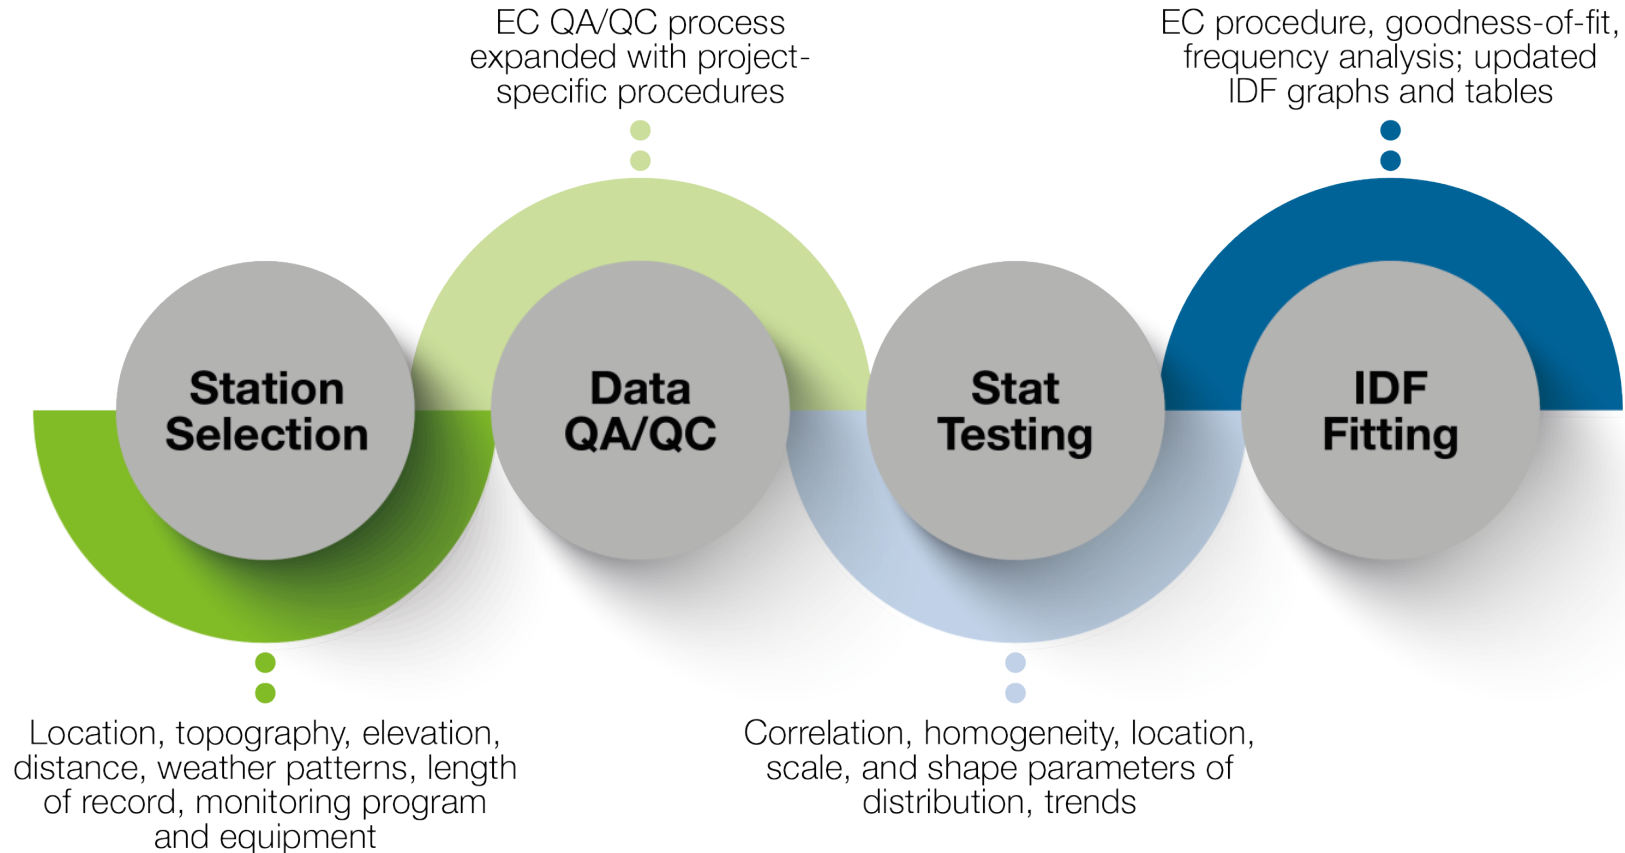 EC QA/QC process
expanded with project-
specific procedures
EC procedure, goodness-of-fit,
frequency analysis; updated
IDF graphs and tables
Station
Selection
Data
QA/QC
Stat
Testing
IDF
Fitting
Location, topography, elevation,
distance, weather patterns, length
of record, monitoring program
and equipment
Correlation, homogeneity, location,
scale, and shape parameters of
distribution, trends